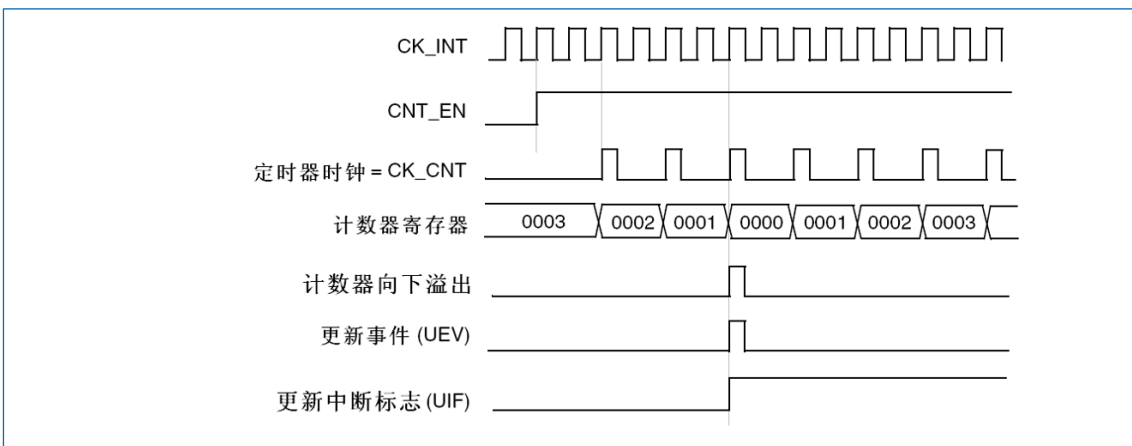 CK_INT
CNT_EN
定时器时钟 = CK_CNT
计数器寄存器 0003 0002 0001 0000 0001 0002 0003
计数器向下溢出
更新事件 (UEV)
更新中断标志 (UIF)